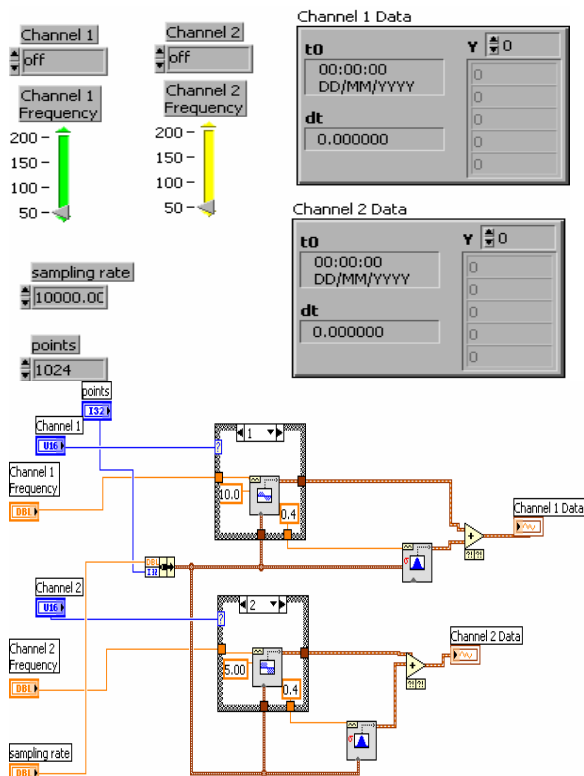 Channel 1
off
Channel 1
Frequency
200
150
100
50
Channel 2
off
Channel 2
Frequency
200
150
100
50
Channel 1 Data
t0
00:00:00
DD/MM/YYYY
dt
0.000000
Y 0
0
0
0
0
0
Channel 2 Data
t0
00:00:00
DD/MM/YYYY
dt
0.000000
Y 0
0
0
0
0
0
sampling rate
10000.00
points
1024
points
I32
Channel 1
U16
Channel 1
Frequency
DBL
?
1
10.0
0.4
σ
+
?! ?!
Channel 1 Data
DBL
I32
Channel 2
U16
Channel 2
Frequency
DBL
?
2
5.00
0.4
σ
+
?! ?!
Channel 2 Data
sampling rate
DBL